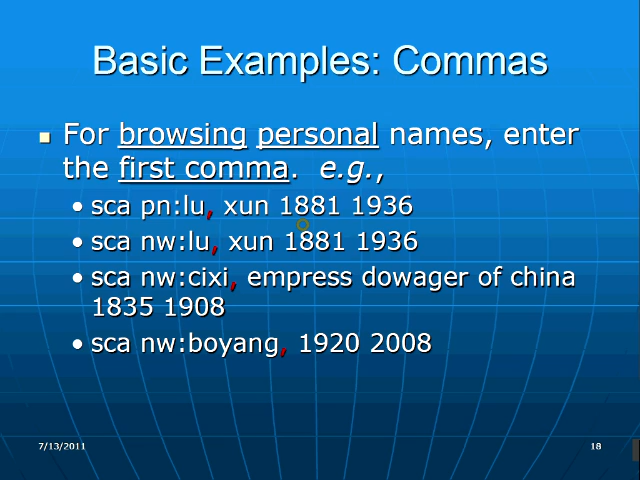 Basic Examples: Commas
For browsing personal names, enter
the first comma. e.g.,
• sca pn:lu, xun 1881 1936
• sca nw:lu, xun 1881 1936
• sca nw:cixi, empress dowager of china
1835 1908
• sca nw:boyang, 1920 2008
7/13/2011
18